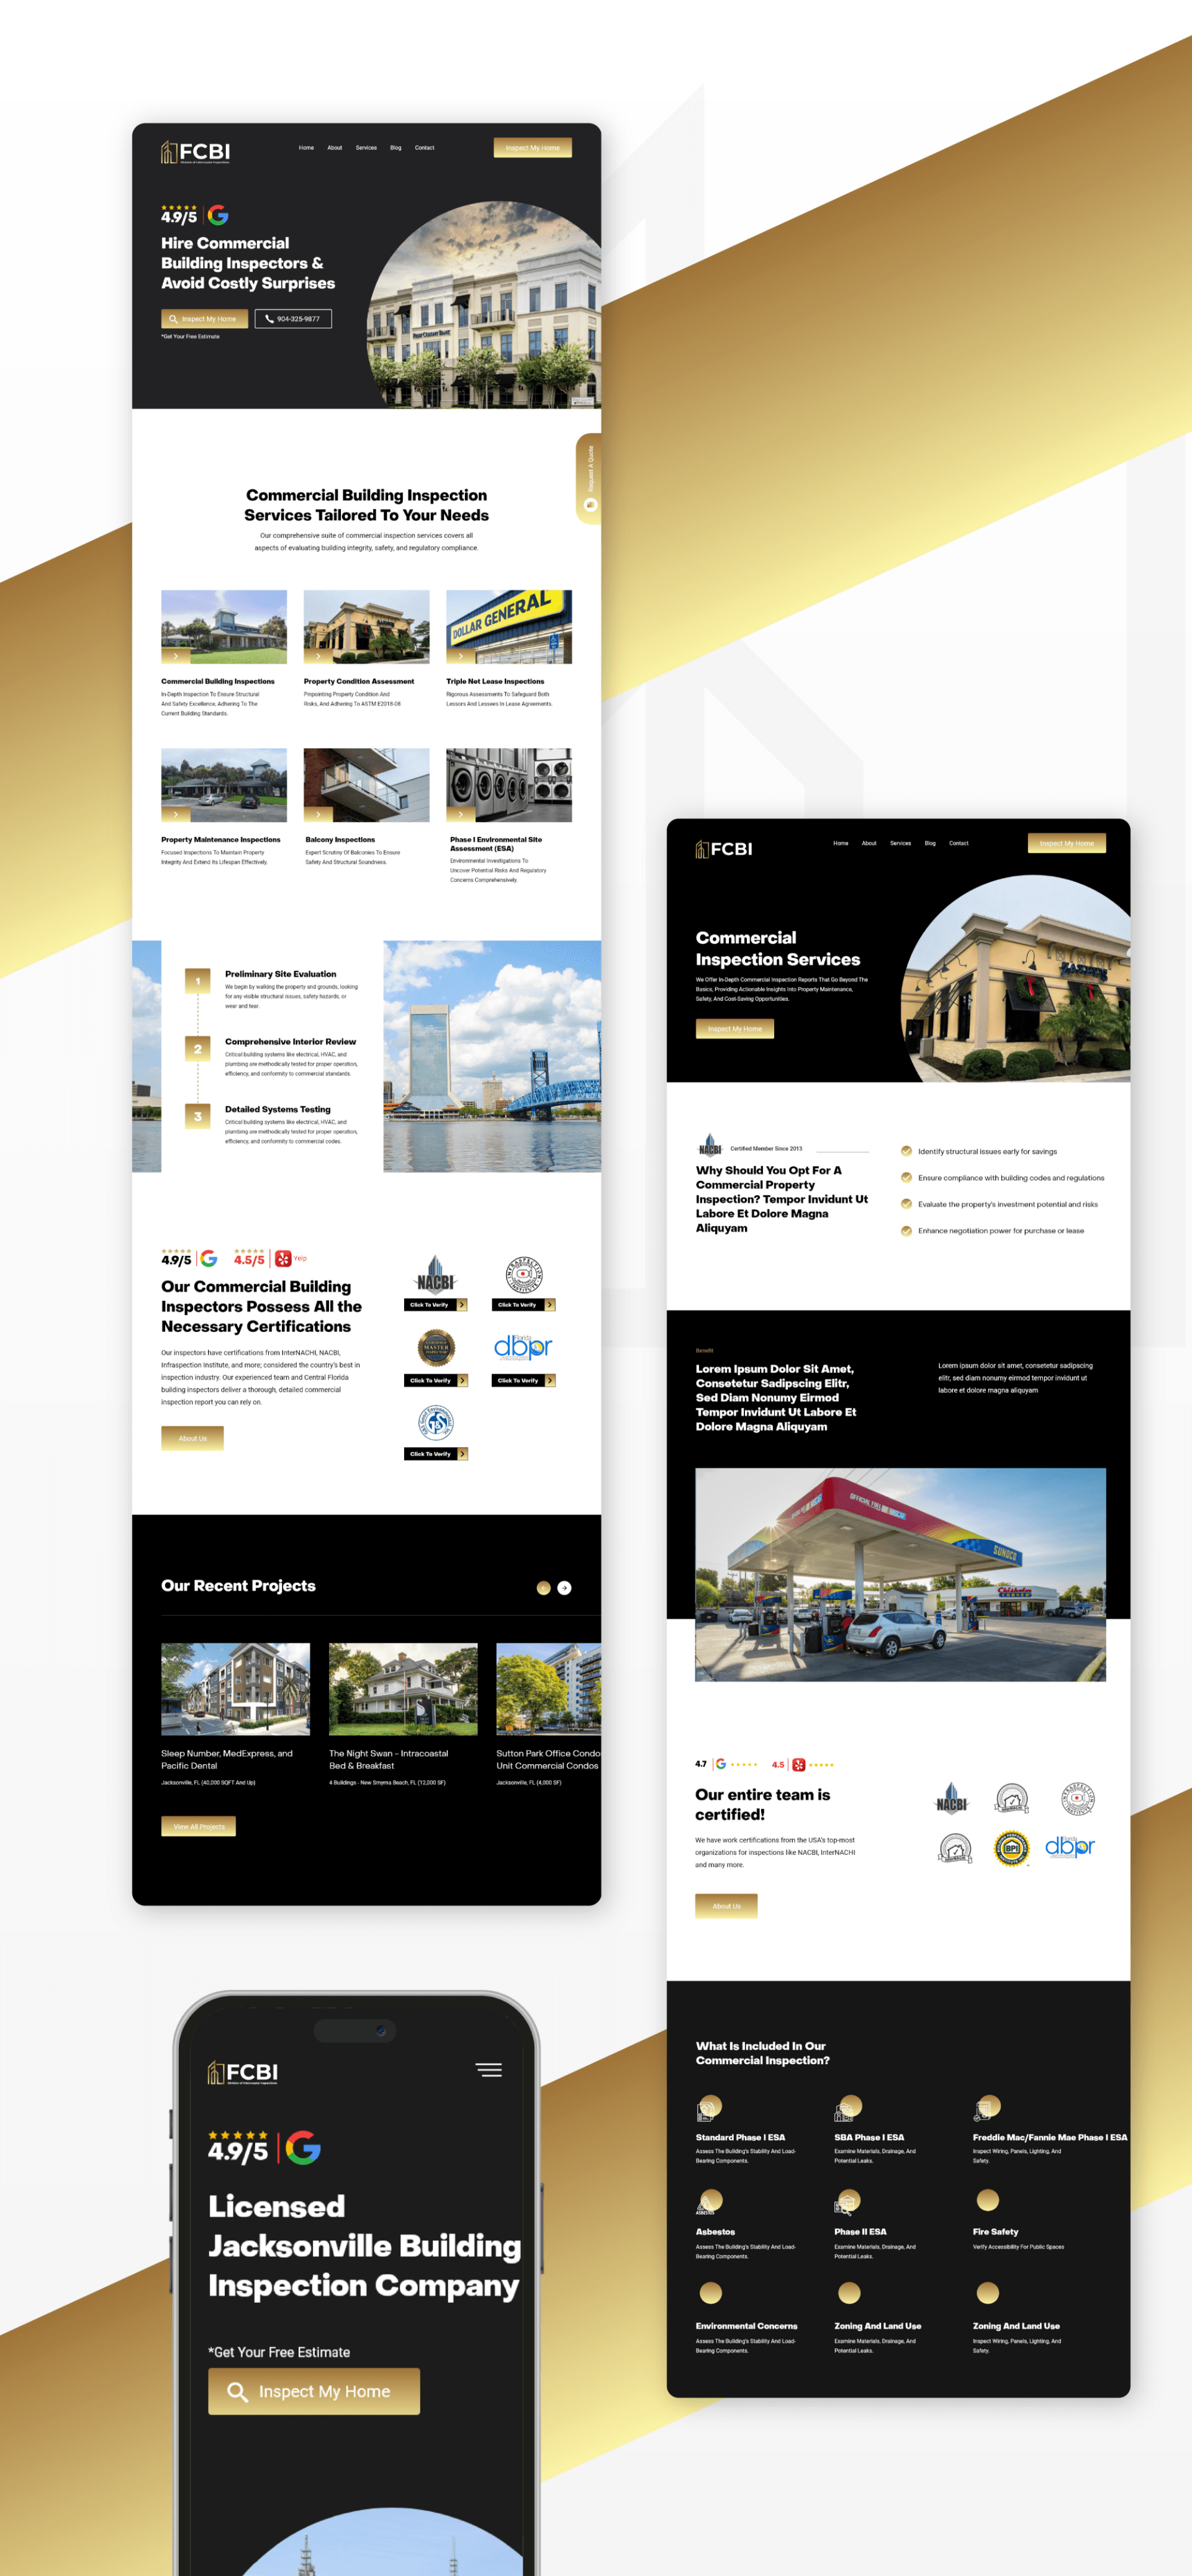 FCBI
Home
About
Services
Blog
Contact
Inspect My Home
4.9/5
Hire Commercial
Building Inspectors &
Avoid Costly Surprises
Inspect My Home
904-325-9877
*Get Your Free Estimate
Request A Quote
Commercial Building Inspection
Services Tailored To Your Needs
Our comprehensive suite of commercial inspection services covers all
aspects of evaluating building integrity, safety, and regulatory compliance.
DOLLAR GENERAL
Commercial Building Inspections
In-Depth Inspection To Ensure Structural
And Safety Excellence, Adhering To The
Current Building Standards.
Property Condition Assessment
Pinpointing Property Condition And
Risks, And Adhering To ASTM E2018-08
Triple Net Lease Inspections
Rigorous Assessments To Safeguard Both
Lessors And Lessees In Lease Agreements.
Property Maintenance Inspections
Focused Inspections To Maintain Property
Integrity And Extend Its Lifespan Effectively.
Balcony Inspections
Expert Scrutiny Of Balconies To Ensure
Safety And Structural Soundness.
Phase I Environmental Site
Assessment (ESA)
Environmental Investigations To
Uncover Potential Risks And Regulatory
Concerns Comprehensively.
1
Preliminary Site Evaluation
We begin by walking the property and grounds, looking
for any visible structural issues, safety hazards, or
wear and tear.
2
Comprehensive Interior Review
Critical building systems like electrical, HVAC, and
plumbing are methodically tested for proper operation,
efficiency, and conformity to commercial standards.
3
Detailed Systems Testing
Critical building systems like electrical, HVAC, and
plumbing are methodically tested for proper operation,
efficiency, and conformity to commercial codes.
4.9/5
4.5/5
Yelp
Our Commercial Building
Inspectors Possess All the
Necessary Certifications
Our inspectors have certifications from InterNACHI, NACBI,
Infraspection Institute, and more; considered the country's best in
inspection industry. Our experienced team and Central Florida
building inspectors deliver a thorough, detailed commercial
inspection report you can rely on.
About Us
NACBI
Click To Verify
INFRASPECTION INSTITUTE
Click To Verify
MASTER
Click To Verify
Florida
dbpr
Click To Verify
Click To Verify
Our Recent Projects
Sleep Number, MedExpress, and
Pacific Dental
Jacksonville, FL (40,000 SQFT And Up)
The Night Swan - Intracoastal
Bed & Breakfast
4 Buildings - New Smyrna Beach, FL (12,000 SF)
Sutton Park Office Condo
Unit Commercial Condos
Jacksonville, FL (4,000 SF)
View All Projects
FCBI
4.9/5
Licensed
Jacksonville Building
Inspection Company
*Get Your Free Estimate
Inspect My Home
FCBI
Home
About
Services
Blog
Contact
Inspect My Home
Commercial
Inspection Services
We Offer In-Depth Commercial Inspection Reports That Go Beyond The
Basics, Providing Actionable Insights Into Property Maintenance,
Safety, And Cost-Saving Opportunities.
Inspect My Home
NACBI
Certified Member Since 2013
Why Should You Opt For A
Commercial Property
Inspection? Tempor Invidunt Ut
Labore Et Dolore Magna
Aliquyam
Identify structural issues early for savings
Ensure compliance with building codes and regulations
Evaluate the property's investment potential and risks
Enhance negotiation power for purchase or lease
Benefit
Lorem Ipsum Dolor Sit Amet,
Consetetur Sadipscing Elitr,
Sed Diam Nonumy Eirmod
Tempor Invidunt Ut Labore Et
Dolore Magna Aliquyam
Lorem ipsum dolor sit amet, consetetur sadipscing
elitr, sed diam nonumy eirmod tempor invidunt ut
labore et dolore magna aliquyam
OFFICIAL FUEL
SUNOCO
4.7
4.5
Our entire team is
certified!
We have work certifications from the USA's top-most
organizations for inspections like NACBI, InterNACHI
and many more.
About Us
NACBI
INFRASPECTION INSTITUTE
BPI
Florida
dbpr
What Is Included In Our
Commercial Inspection?
Standard Phase I ESA
Assess The Building's Stability And Load-
Bearing Components.
SBA Phase I ESA
Examine Materials, Drainage, And
Potential Leaks.
Freddie Mac/Fannie Mae Phase I ESA
Inspect Wiring, Panels, Lighting, And
Safety.
ASBESTOS
Asbestos
Assess The Building's Stability And Load-
Bearing Components.
Phase II ESA
Examine Materials, Drainage, And
Potential Leaks.
Fire Safety
Verify Accessibility For Public Spaces
Environmental Concerns
Assess The Building's Stability And Load-
Bearing Components.
Zoning And Land Use
Examine Materials, Drainage, And
Potential Leaks.
Zoning And Land Use
Inspect Wiring, Panels, Lighting, And
Safety.